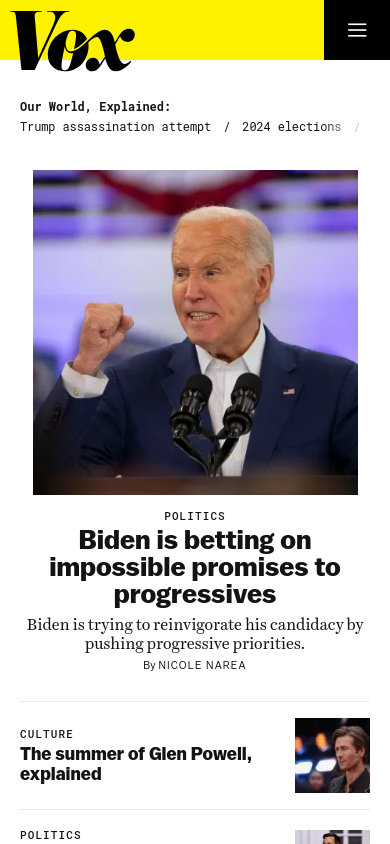 Vox
Our World, Explained:
Trump assassination attempt / 2024 elections /
POLITICS
Biden is betting on
impossible promises to
progressives
Biden is trying to reinvigorate his candidacy by
pushing progressive priorities.
By NICOLE NAREA
CULTURE
The summer of Glen Powell,
explained
POLITICS